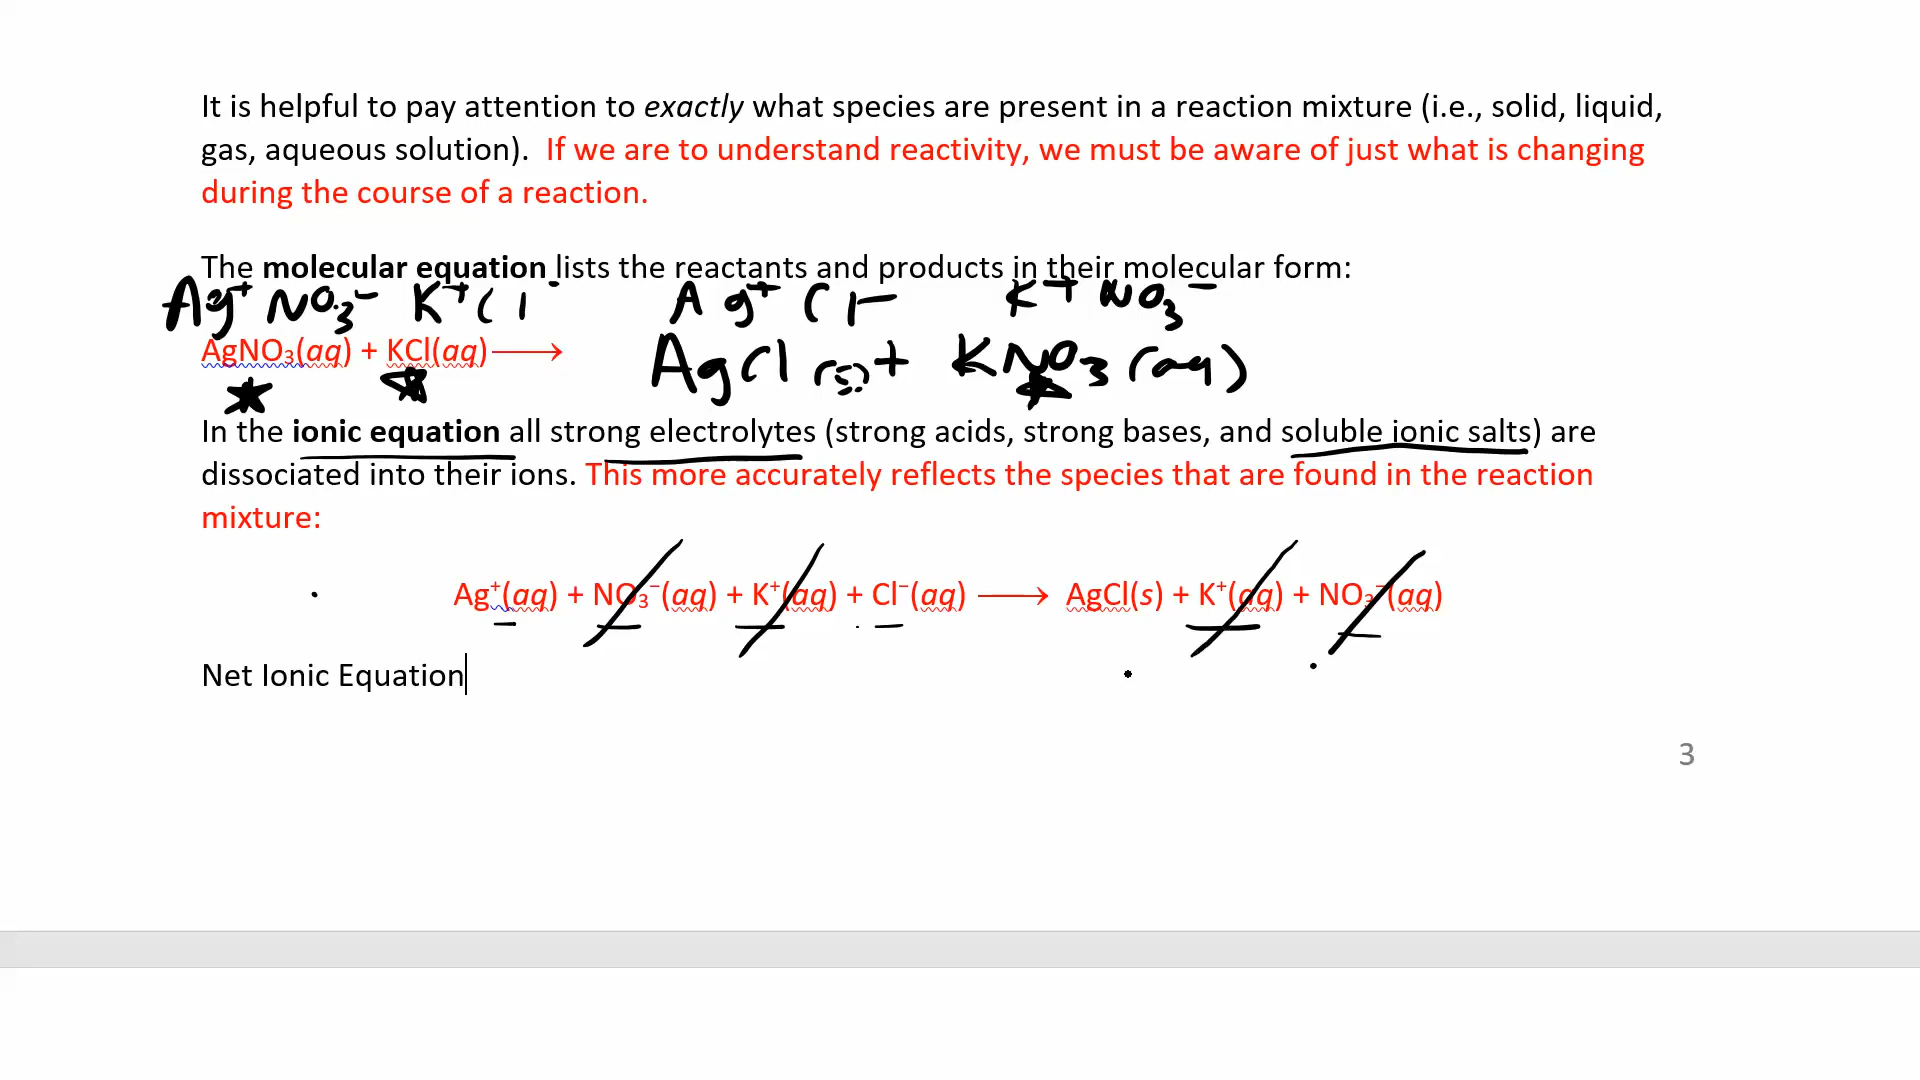 It is helpful to pay attention to exactly what species are present in a reaction mixture (i.e., solid, liquid,
gas, aqueous solution). If we are to understand reactivity, we must be aware of just what is changing
during the course of a reaction.
The molecular equation lists the reactants and products in their molecular form:
Ag⁺ NO₃⁻ K⁺ Cl⁻ Ag⁺ Cl⁻ K⁺ NO₃⁻
AgNO₃(aq) + KCl(aq) ⟶ AgCl (s) + KNO₃ (aq)
In the ionic equation all strong electrolytes (strong acids, strong bases, and soluble ionic salts) are
dissociated into their ions. This more accurately reflects the species that are found in the reaction
mixture:
Ag⁺(aq) + NO₃⁻(aq) + K⁺(aq) + Cl⁻(aq) ⟶ AgCl(s) + K⁺(aq) + NO₃⁻(aq)
Net Ionic Equation
3